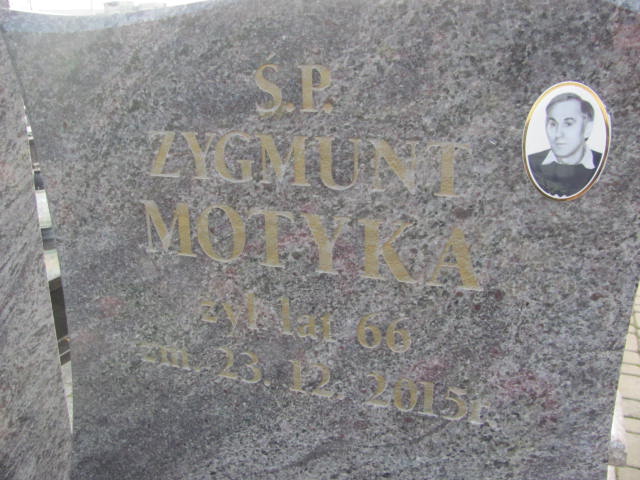 Ś.P.
ZYGMUNT
MOTYKA
żył lat 66
zm. 23. 12. 2015r